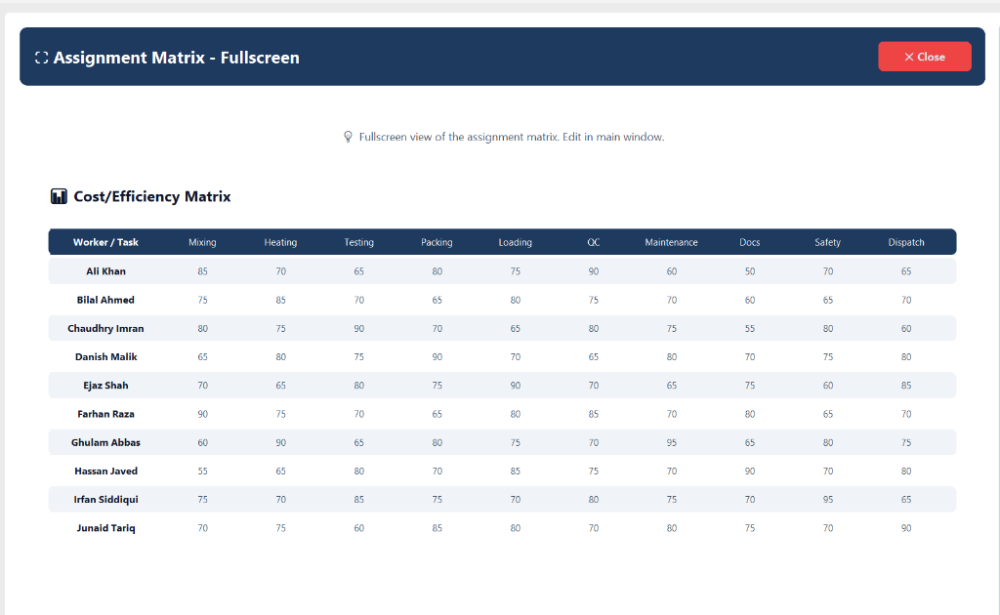 Assignment Matrix - Fullscreen
Close
Fullscreen view of the assignment matrix. Edit in main window.
Cost/Efficiency Matrix
Worker / Task Mixing Heating Testing Packing Loading QC Maintenance Docs Safety Dispatch
Ali Khan 85 70 65 80 75 90 60 50 70 65
Bilal Ahmed 75 85 70 65 80 75 70 60 65 70
Chaudhry Imran 80 75 90 70 65 80 75 55 80 60
Danish Malik 65 80 75 90 70 65 80 70 75 80
Ejaz Shah 70 65 80 75 90 70 65 75 60 85
Farhan Raza 90 75 70 65 80 85 70 80 65 70
Ghulam Abbas 60 90 65 80 75 70 95 65 80 75
Hassan Javed 55 65 80 70 85 75 70 90 70 80
Irfan Siddiqui 75 70 85 75 70 80 75 70 95 65
Junaid Tariq 70 75 60 85 80 70 80 75 70 90